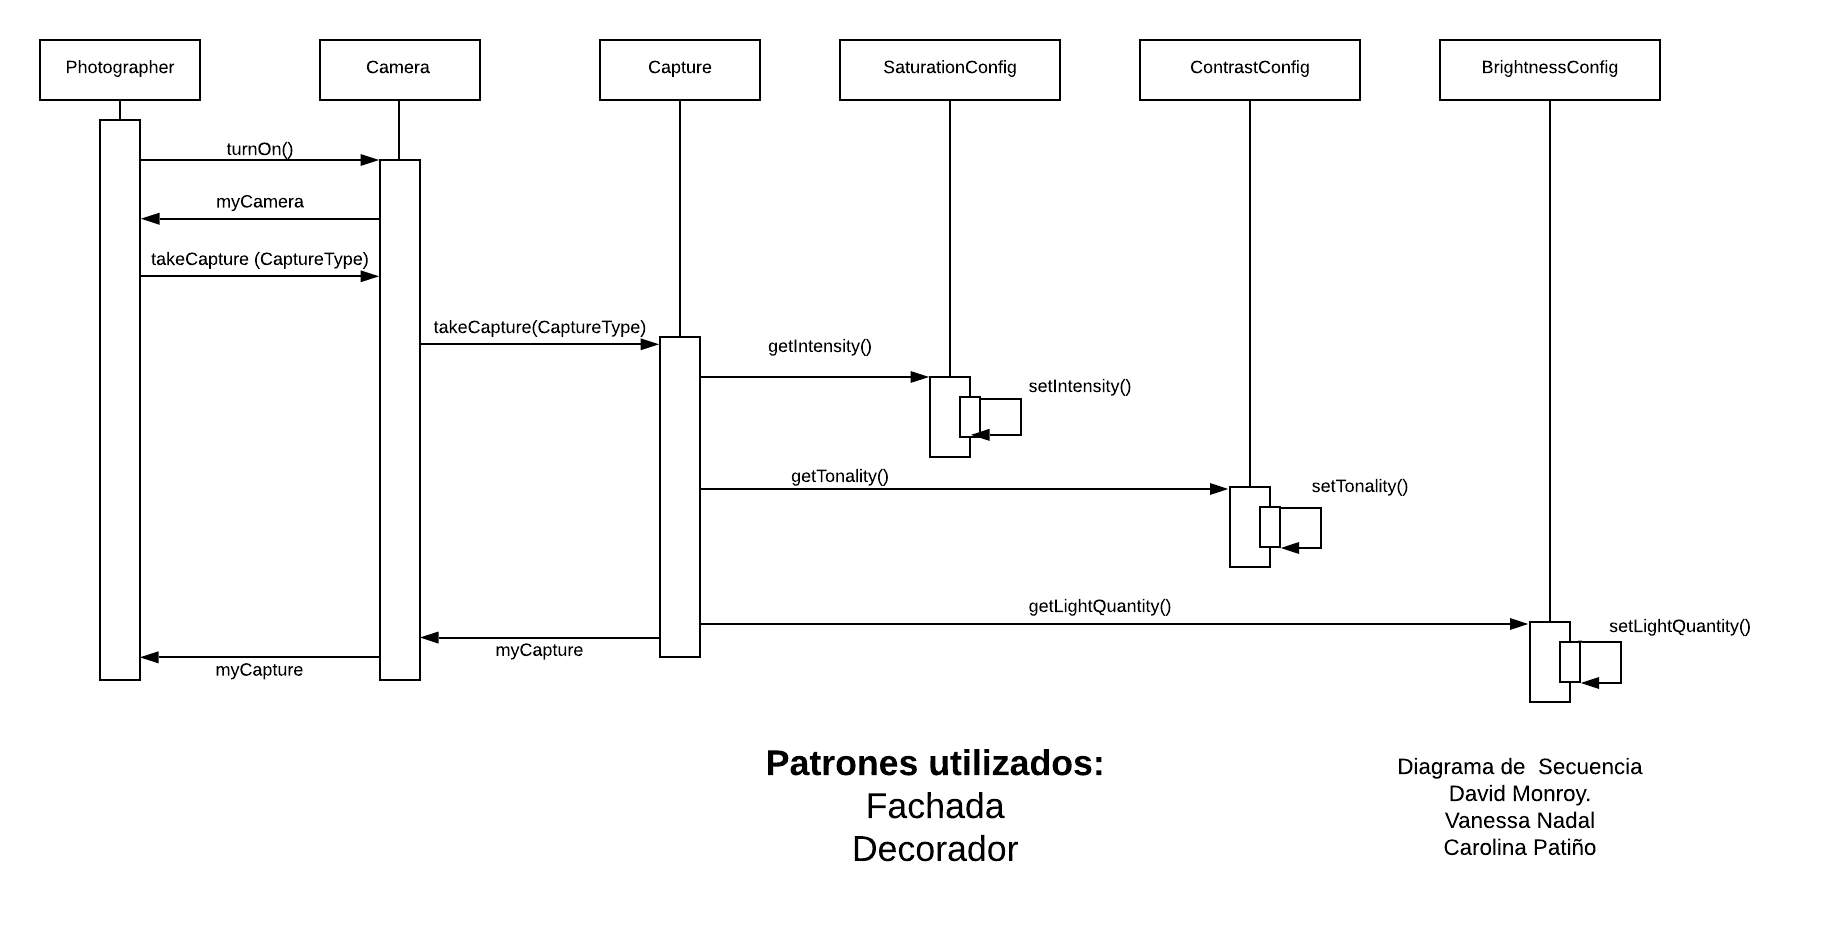 Photographer
Camera
Capture
SaturationConfig
ContrastConfig
BrightnessConfig
turnOn()
myCamera
takeCapture (CaptureType)
takeCapture(CaptureType)
getIntensity()
setIntensity()
getTonality()
setTonality()
getLightQuantity()
setLightQuantity()
myCapture
myCapture
Patrones utilizados:
Fachada
Decorador
Diagrama de  Secuencia
David Monroy.
Vanessa Nadal
Carolina Patiño